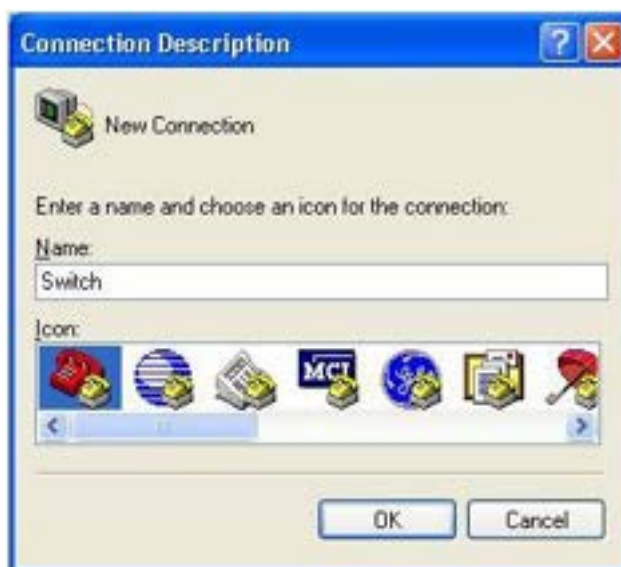 Connection Description
New Connection
Enter a name and choose an icon for the connection:
Name:
Switch
Icon:
MCI
OK
Cancel